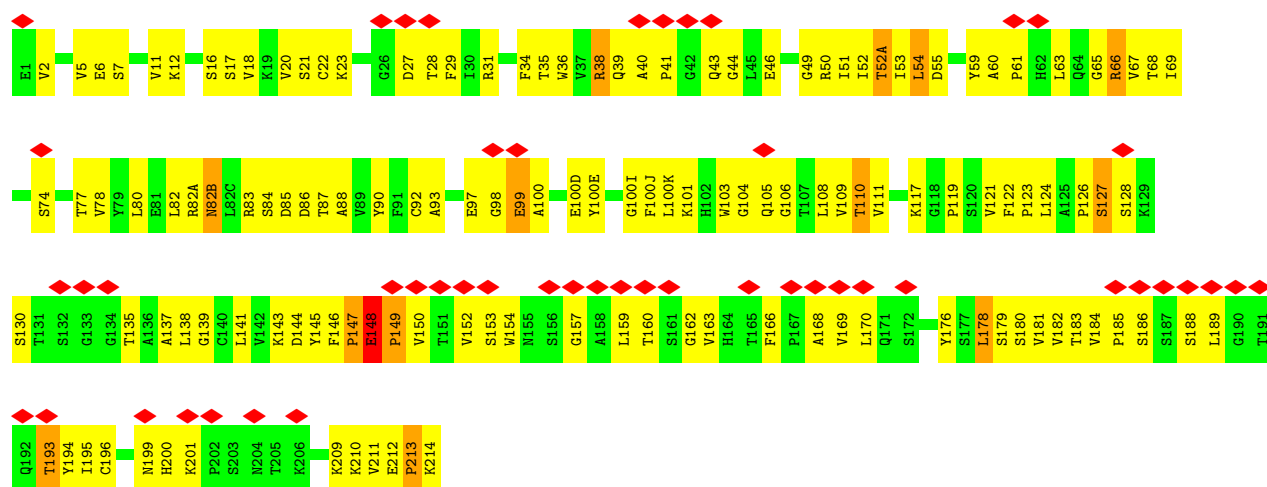 E1 V2 V5 E6 S7 V11 K12 S16 S17 V18 K19 V20 S21 C22 K23 G26 D27 T28 F29 I30 R31 F34 T35 W36 V37 R38 Q39 A40 P41 G42 Q43 G44 L45 E46 G49 R50 I51 I52 T52A I53 L54 D55 Y59 A60 P61 H62 L63 Q64 G65 R66 V67 T68 I69
S74 T77 V78 Y79 L80 E81 L82 R82A N82B L82C R83 S84 D85 D86 T87 A88 V89 Y90 F91 C92 A93 E97 G98 E99 A100 E100D Y100E G100I F100J L100K K101 H102 W103 G104 Q105 G106 T107 L108 V109 T110 V111 K117 G118 P119 S120 V121 F122 P123 L124 A125 P126 S127 S128 K129
S130 T131 S132 G133 G134 T135 A136 A137 L138 G139 C140 L141 V142 K143 D144 Y145 F146 P147 E148 P149 V150 T151 V152 S153 W154 N155 S156 G157 A158 L159 T160 S161 G162 V163 H164 T165 F166 P167 A168 V169 L170 Q171 S172 Y176 S177 L178 S179 S180 V181 V182 T183 V184 P185 S186 S187 S188 L189 G190 T191
Q192 T193 Y194 I195 C196 N199 H200 K201 P202 S203 N204 T205 K206 K209 K210 V211 E212 P213 K214